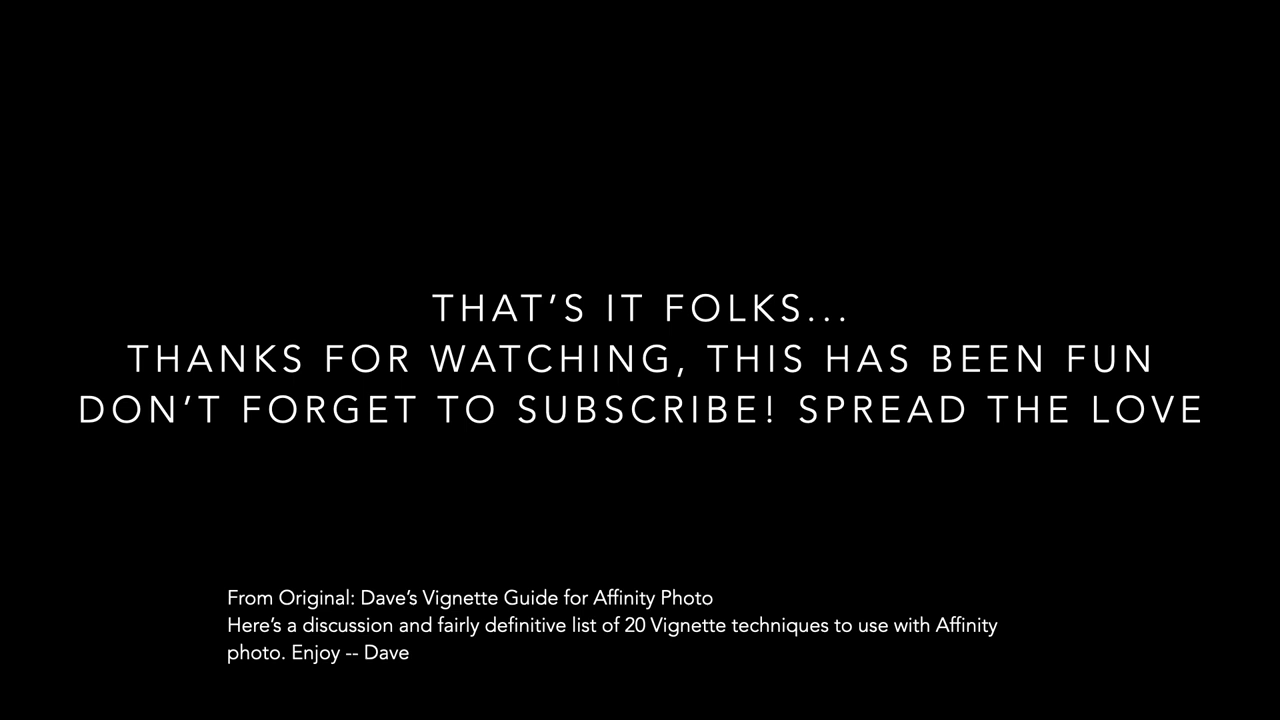 THAT’S IT FOLKS...
THANKS FOR WATCHING, THIS HAS BEEN FUN
DON’T FORGET TO SUBSCRIBE! SPREAD THE LOVE
From Original: Dave’s Vignette Guide for Affinity Photo
Here’s a discussion and fairly definitive list of 20 Vignette techniques to use with Affinity
photo. Enjoy -- Dave